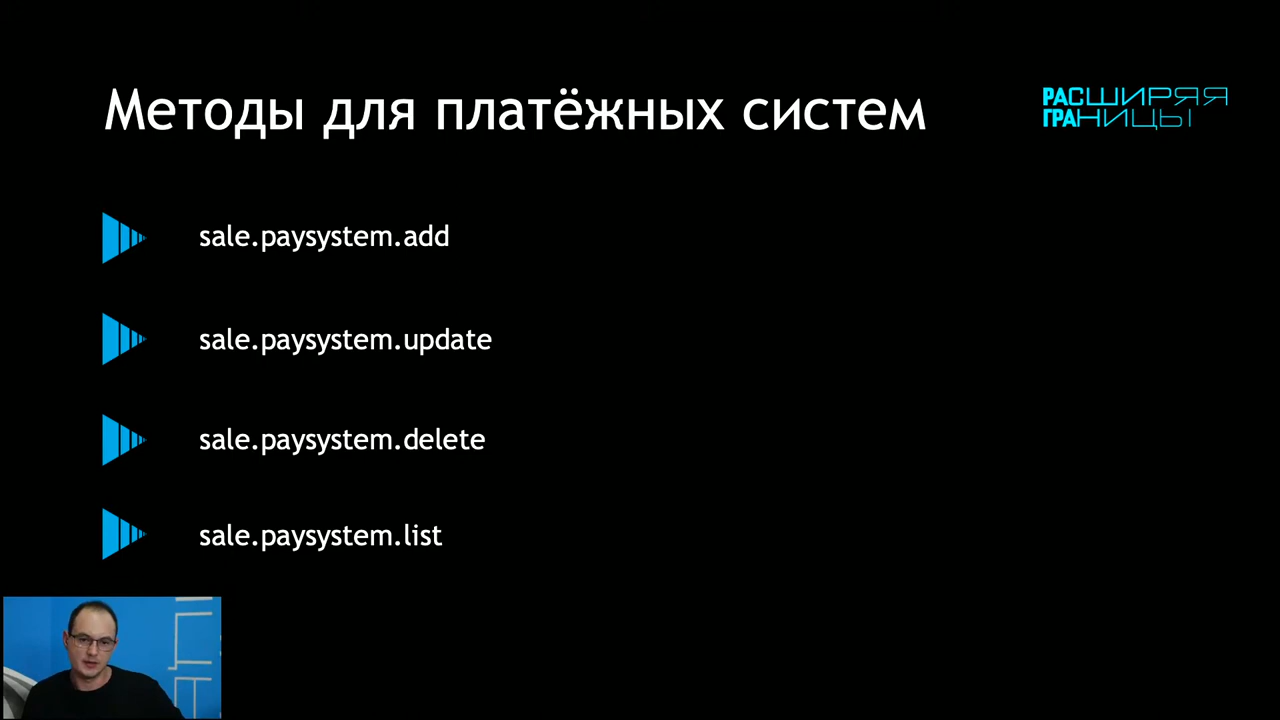 Методы для платёжных систем
РАСШИРЯЯ
ГРАНИЦЫ
sale.paysystem.add
sale.paysystem.update
sale.paysystem.delete
sale.paysystem.list